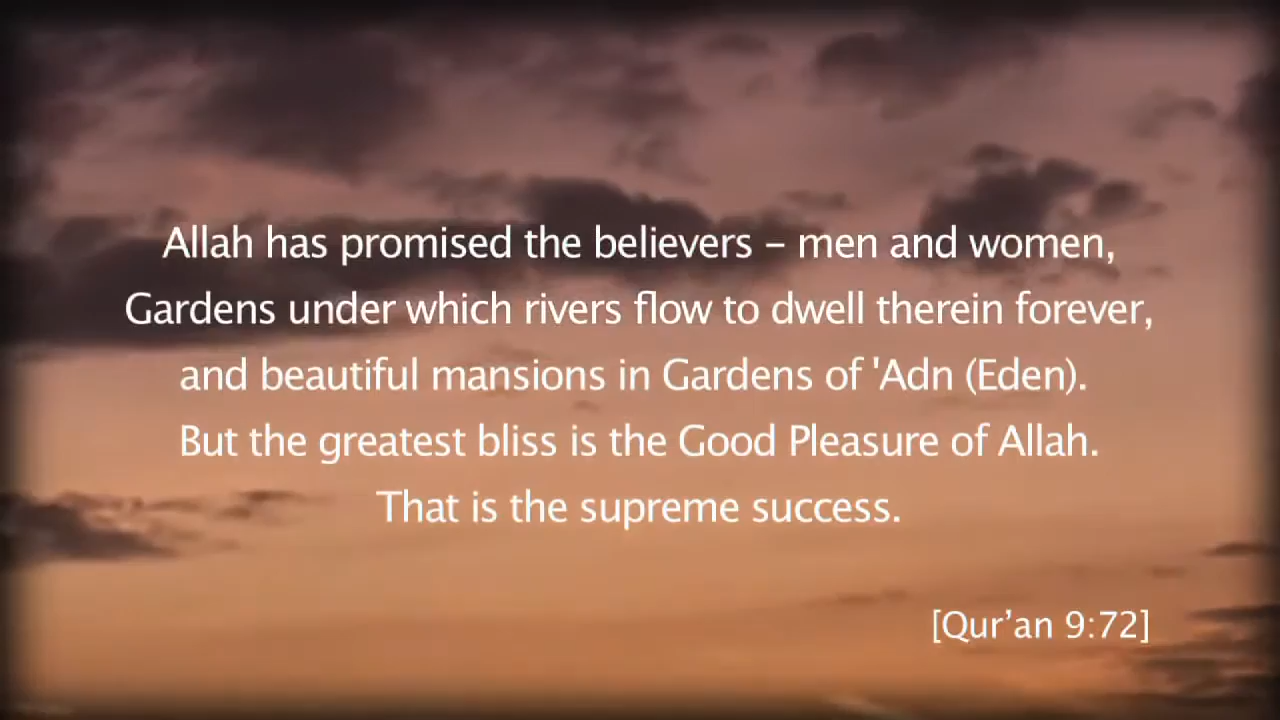 Allah has promised the believers – men and women,
Gardens under which rivers flow to dwell therein forever,
and beautiful mansions in Gardens of 'Adn (Eden).
But the greatest bliss is the Good Pleasure of Allah.
That is the supreme success.
[Qur’an 9:72]